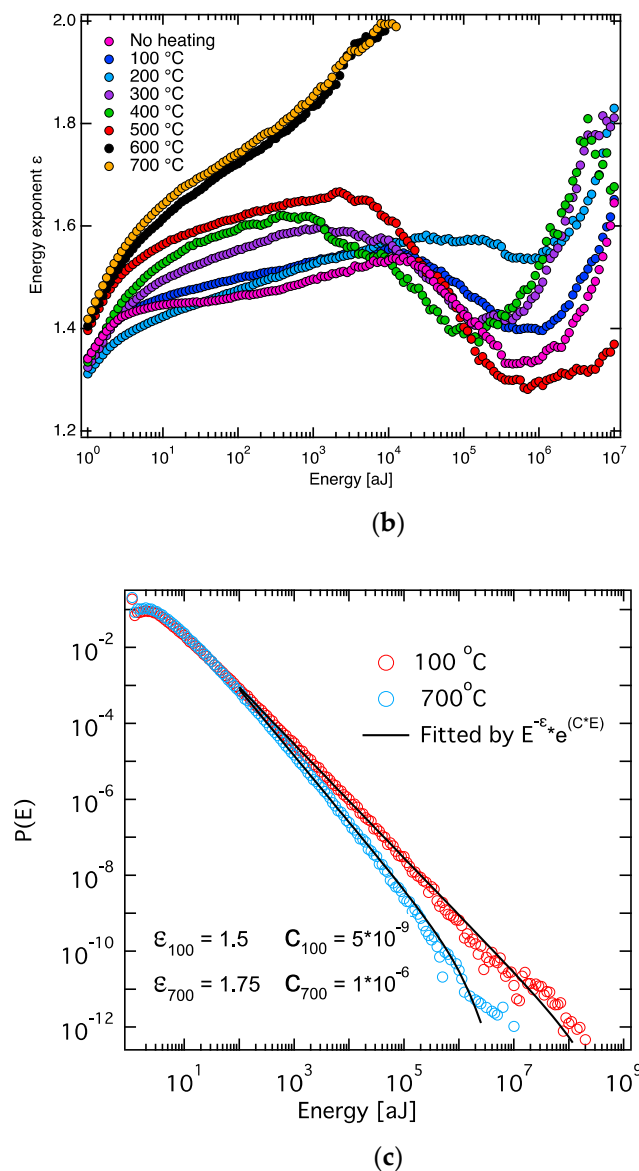 2.0
1.8
1.6
1.4
1.2
Energy exponent ε
No heating
100 °C
200 °C
300 °C
400 °C
500 °C
600 °C
700 °C
10⁰ 10¹ 10² 10³ 10⁴ 10⁵ 10⁶ 10⁷
Energy [aJ]
(b)
10⁻²
10⁻⁴
10⁻⁶
10⁻⁸
10⁻¹⁰
10⁻¹²
P(E)
100 °C
700°C
Fitted by E^-ε*e^(C*E)
ε₁₀₀ = 1.5 C₁₀₀ = 5*10⁻⁹
ε₇₀₀ = 1.75 C₇₀₀ = 1*10⁻⁶
10¹ 10³ 10⁵ 10⁷ 10⁹
Energy [aJ]
(c)